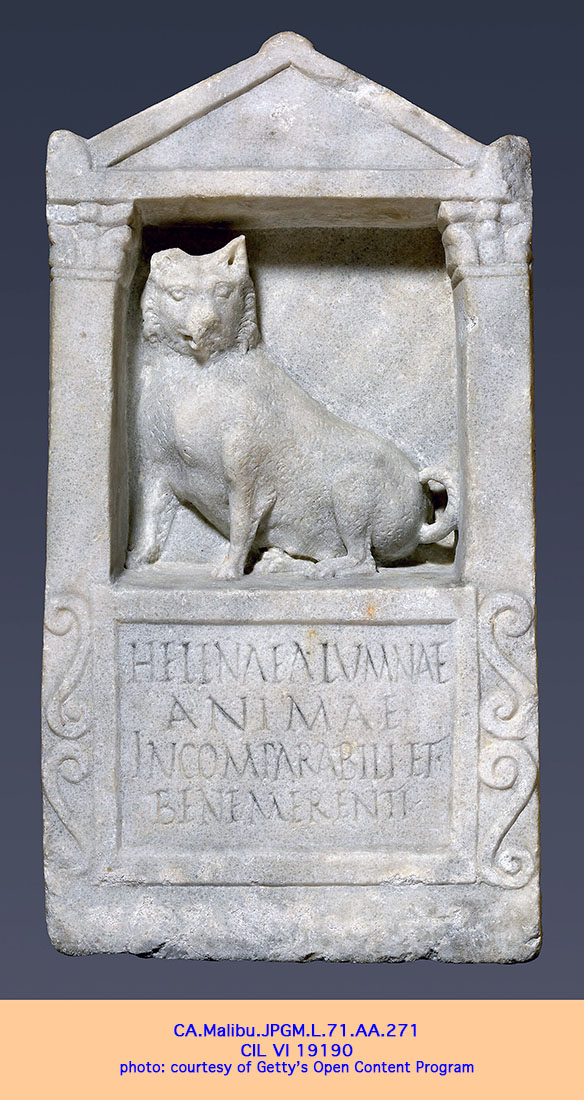 HELENAE ALUMNAE
ANIMAE
INCOMPARABILI ET
BENE MERENTI
CA.Malibu.JPGM.L.71.AA.271
CIL VI 19190
photo: courtesy of Getty's Open Content Program